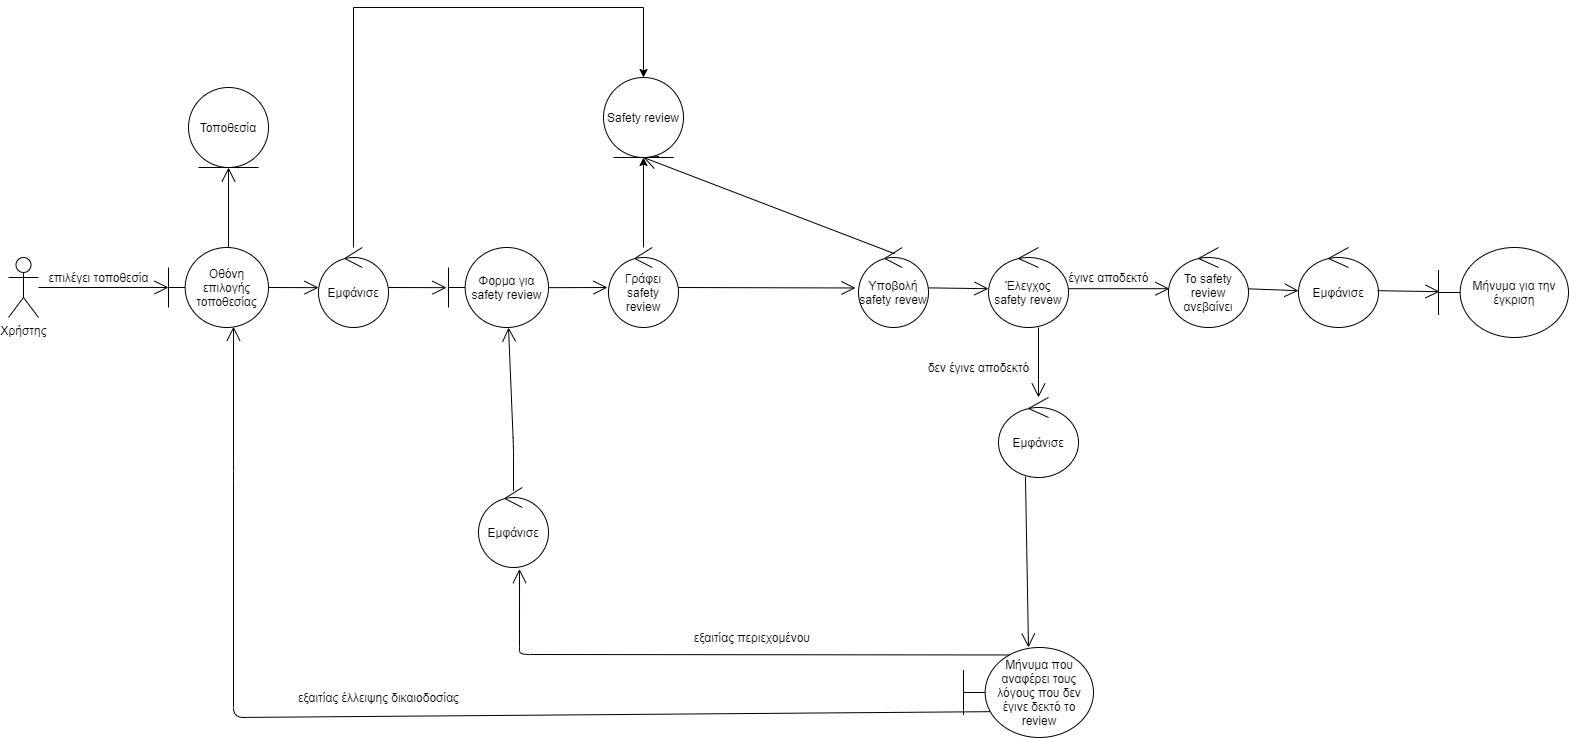 Safety review
Τοποθεσία
επιλέγει τοποθεσία
Χρήστης
Οθόνη
επιλογής
τοποθεσίας
Εμφάνισε
Φορμα για
safety review
Γράφει
safety
review
Υποβολή
safety revew
Έλεγχος
safety revew
έγινε αποδεκτό
Το safety
review
ανεβαίνει
Εμφάνισε
Μήνυμα για την
έγκριση
δεν έγινε αποδεκτό
Εμφάνισε
Εμφάνισε
εξαιτίας περιεχομένου
Μήνυμα που
αναφέρει τους
λόγους που δεν
έγινε δεκτό το
review
εξαιτίας έλλειψης δικαιοδοσίας